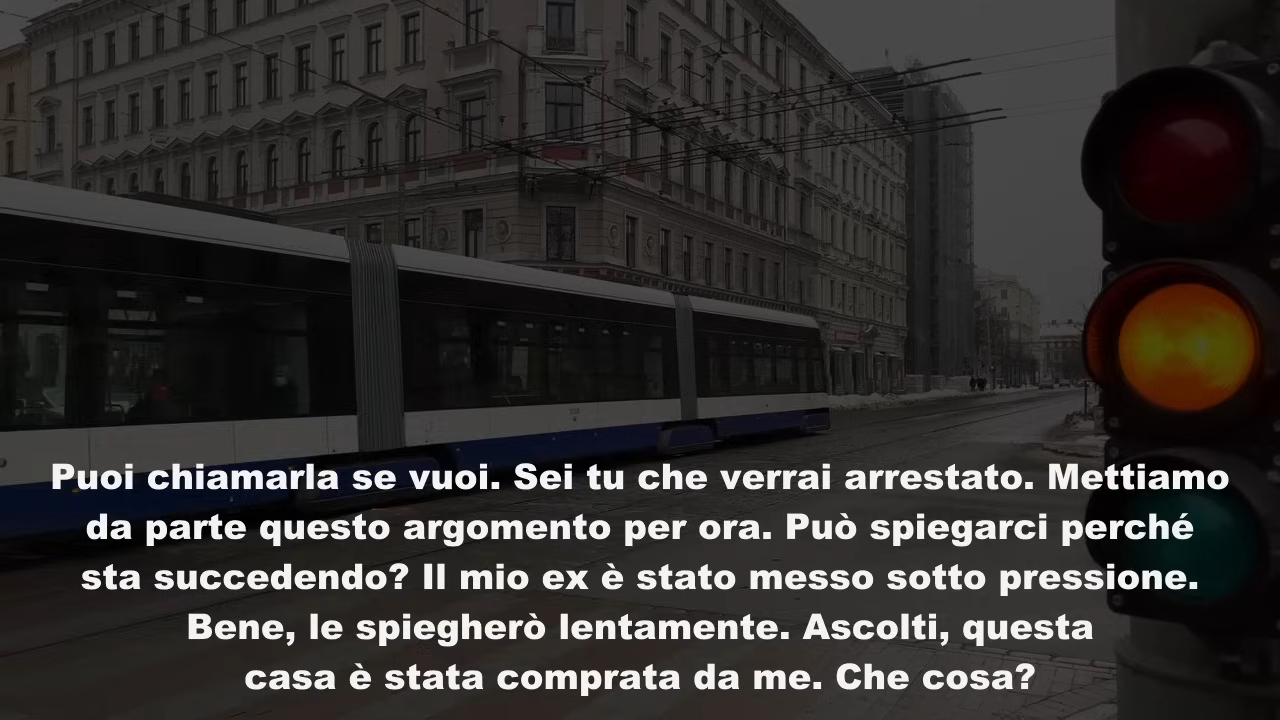 Puoi chiamarla se vuoi. Sei tu che verrai arrestato. Mettiamo
da parte questo argomento per ora. Può spiegarci perché
sta succedendo? Il mio ex è stato messo sotto pressione.
Bene, le spiegherò lentamente. Ascolti, questa
casa è stata comprata da me. Che cosa?